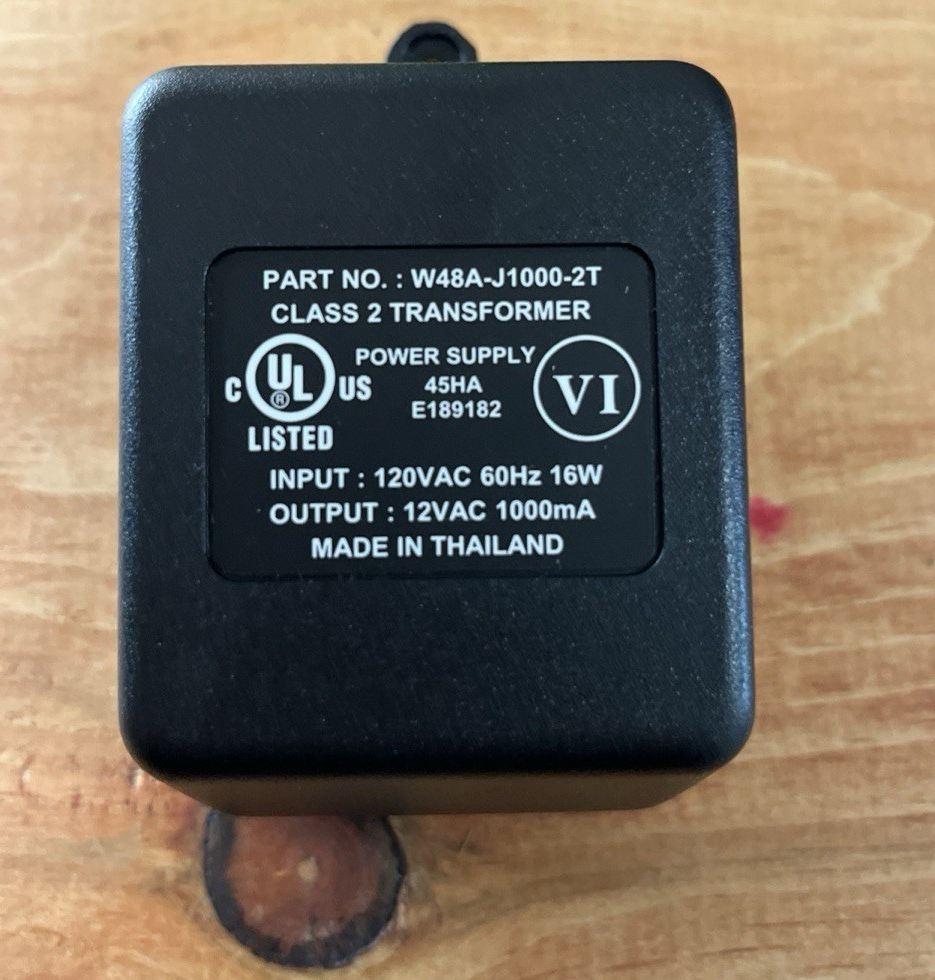 PART NO. : W48A-J1000-2T
CLASS 2 TRANSFORMER
POWER SUPPLY
C UL ® US
45HA
E189182
VI
LISTED
INPUT : 120VAC 60Hz 16W
OUTPUT : 12VAC 1000mA
MADE IN THAILAND